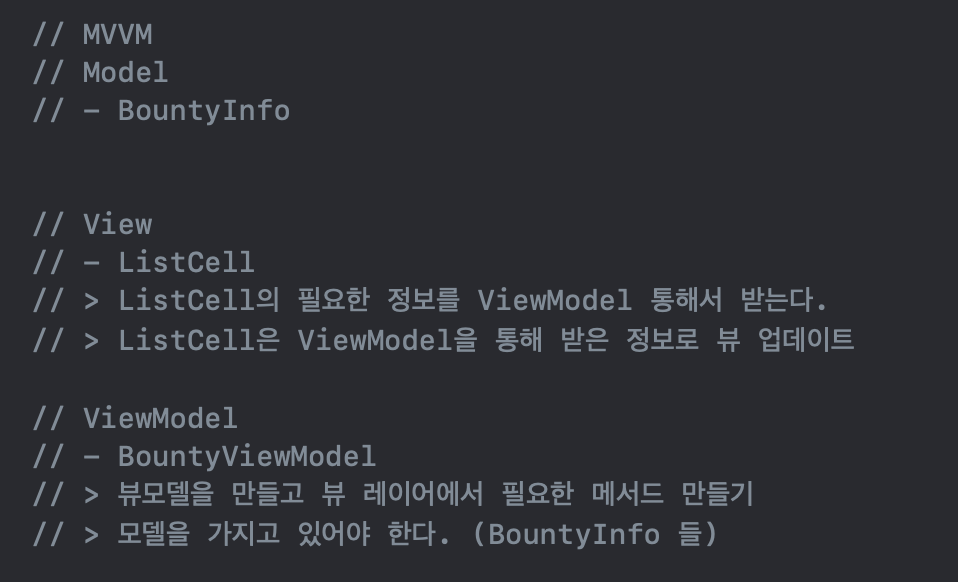 // MVVM
// Model
// - BountyInfo
// View
// - ListCell
// > ListCell의 필요한 정보를 ViewModel 통해서 받는다.
// > ListCell은 ViewModel을 통해 받은 정보로 뷰 업데이트
// ViewModel
// - BountyViewModel
// > 뷰모델을 만들고 뷰 레이어에서 필요한 메서드 만들기
// > 모델을 가지고 있어야 한다. (BountyInfo 들)